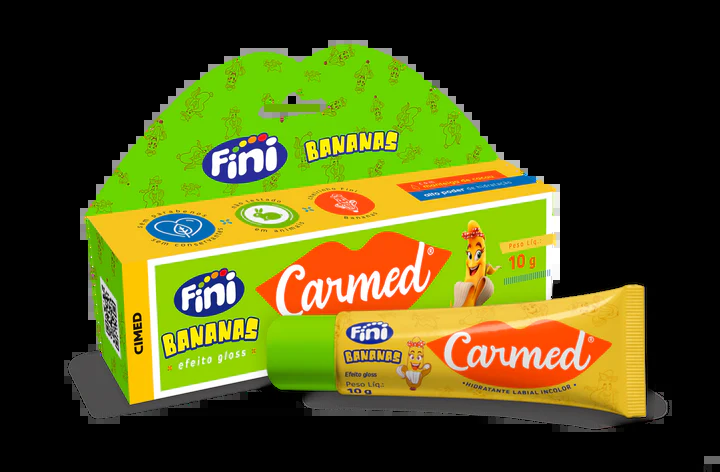 Fini BANANAS
sem parabenos
sem conservantes
não testado
em animais
Fini
bananas
alto poder de hidratação
CIMED
Fini
BANANAS
efeito gloss
Carmed®
Peso Líq.:
10 g
Fini
BANANAS
Efeito gloss
Peso Líq.:
10 g
Carmed®
•HIDRATANTE LABIAL INCOLOR•